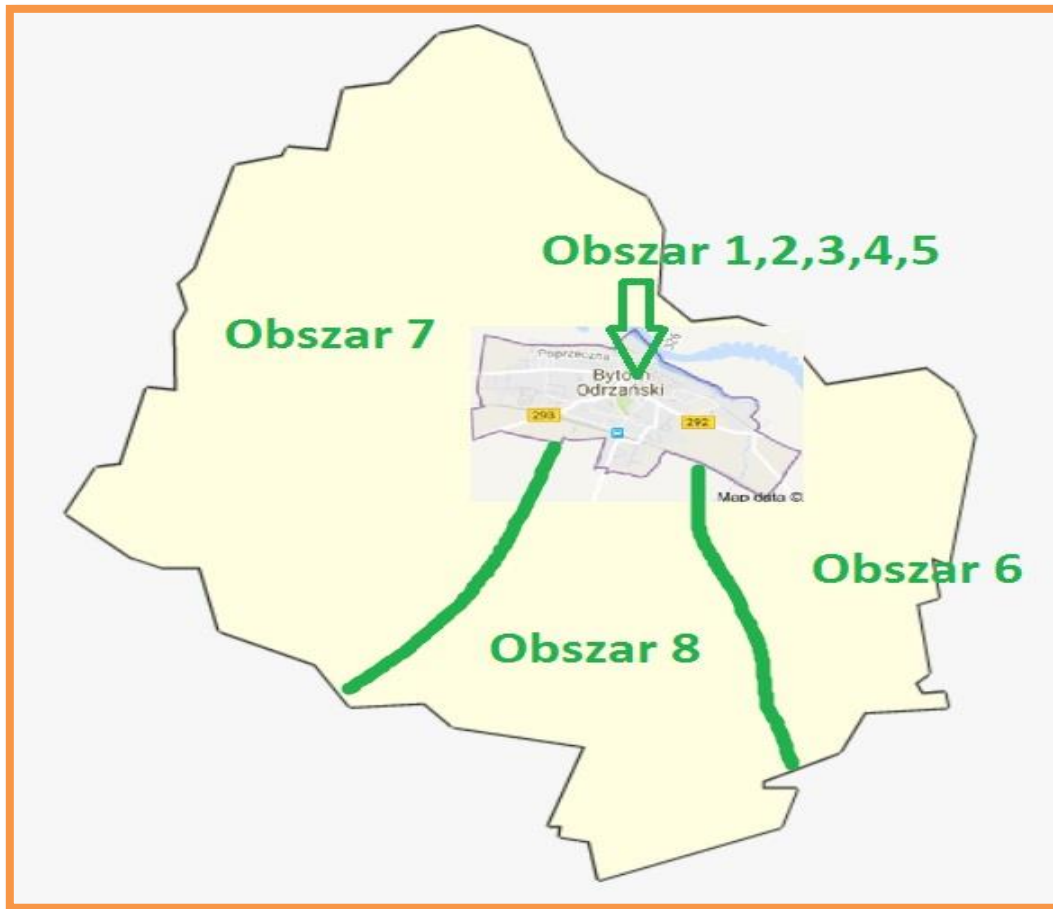 Obszar 1,2,3,4,5
Obszar 7
Poprzeczna
Bytom
Odrzański
293
292
Map data ©
Obszar 6
Obszar 8